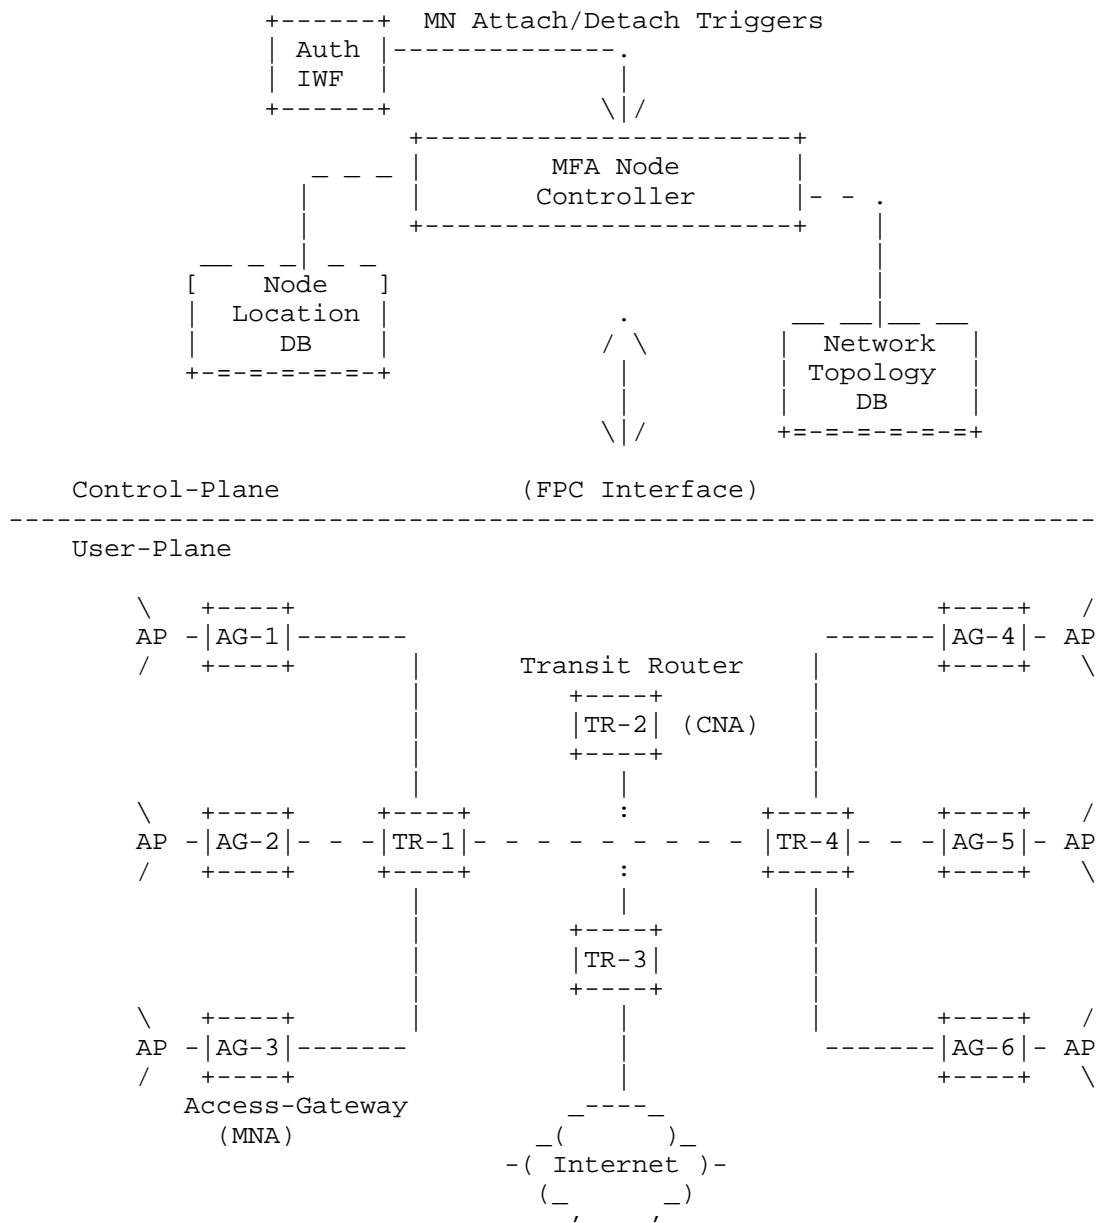 MN Attach/Detach Triggers
Auth
IWF
MFA Node
Controller
Node
Location
DB
Network
Topology
DB
Control-Plane (FPC Interface)
User-Plane
AP AG-1 AG-4 AP
Transit Router
TR-2 (CNA)
AP AG-2 TR-1 TR-4 AG-5 AP
TR-3
AP AG-3 AG-6 AP
Access-Gateway
(MNA)
Internet